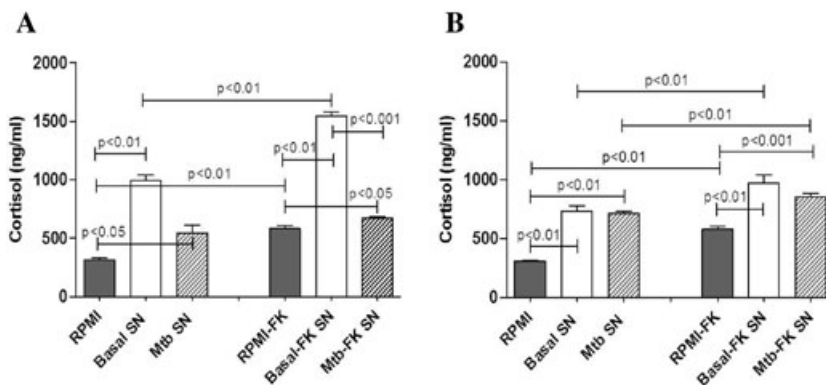 A
Cortisol (ng/ml)
2000
1500
1000
500
0
p<0.01
p<0.01
p<0.001
p<0.01
p<0.01
p<0.05
p<0.05
RPMI
Basal SN
Mtb SN
RPMI-FK
Basal-FK SN
Mtb-FK SN
B
Cortisol (ng/ml)
2000
1500
1000
500
0
p<0.01
p<0.01
p<0.01
p<0.001
p<0.01
p<0.01
p<0.01
RPMI
Basal SN
Mtb SN
RPMI-FK
Basal-FK SN
Mtb-FK SN